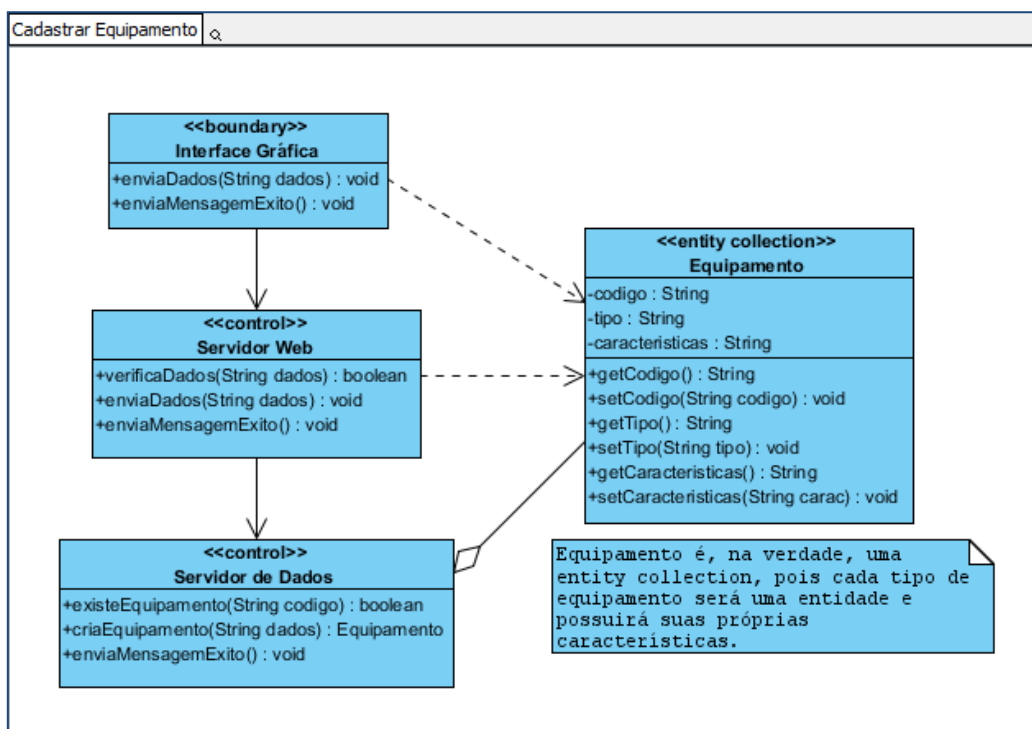 Cadastrar Equipamento
<<boundary>>
Interface Gráfica
+enviaDados(String dados) : void
+enviaMensagemExito() : void
<<control>>
Servidor Web
+verificaDados(String dados) : boolean
+enviaDados(String dados) : void
+enviaMensagemExito() : void
<<control>>
Servidor de Dados
+existeEquipamento(String codigo) : boolean
+criaEquipamento(String dados) : Equipamento
+enviaMensagemExito() : void
<<entity collection>>
Equipamento
-codigo : String
-tipo : String
-caracteristicas : String
+getCodigo() : String
+setCodigo(String codigo) : void
+getTipo() : String
+setTipo(String tipo) : void
+getCaracteristicas() : String
+setCaracteristicas(String carac) : void
Equipamento é, na verdade, uma
entity collection, pois cada tipo de
equipamento será uma entidade e
possuirá suas próprias
características.